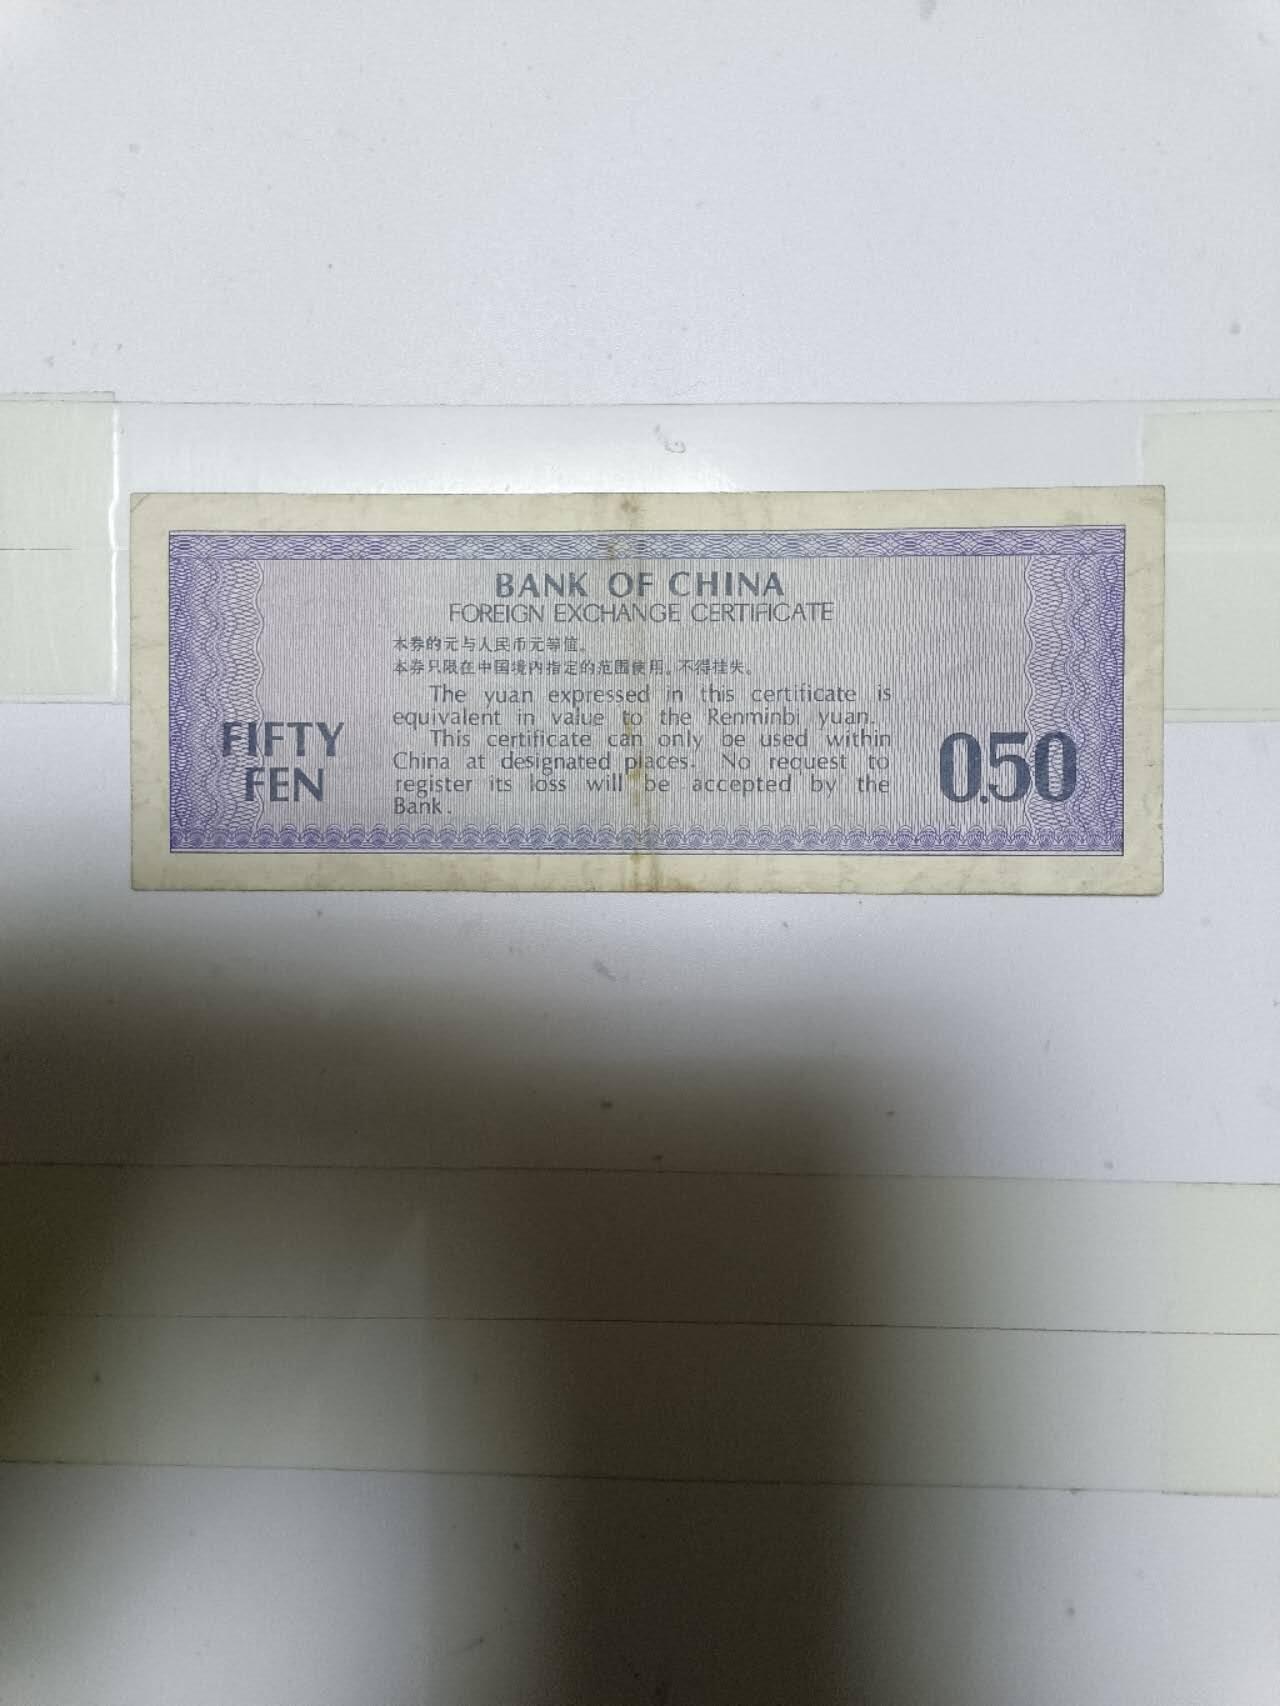 BANK OF CHINA
FOREIGN EXCHANGE CERTIFICATE
本券的元与人民币元等值。
本券只限在中国境内指定的范围使用。不得挂失。
The yuan expressed in this certificate is
equivalent in value to the Renminbi yuan.
This certificate can only be used within
China at designated places. No request to
register its loss will be accepted by the
Bank.
FIFTY
FEN
0.50